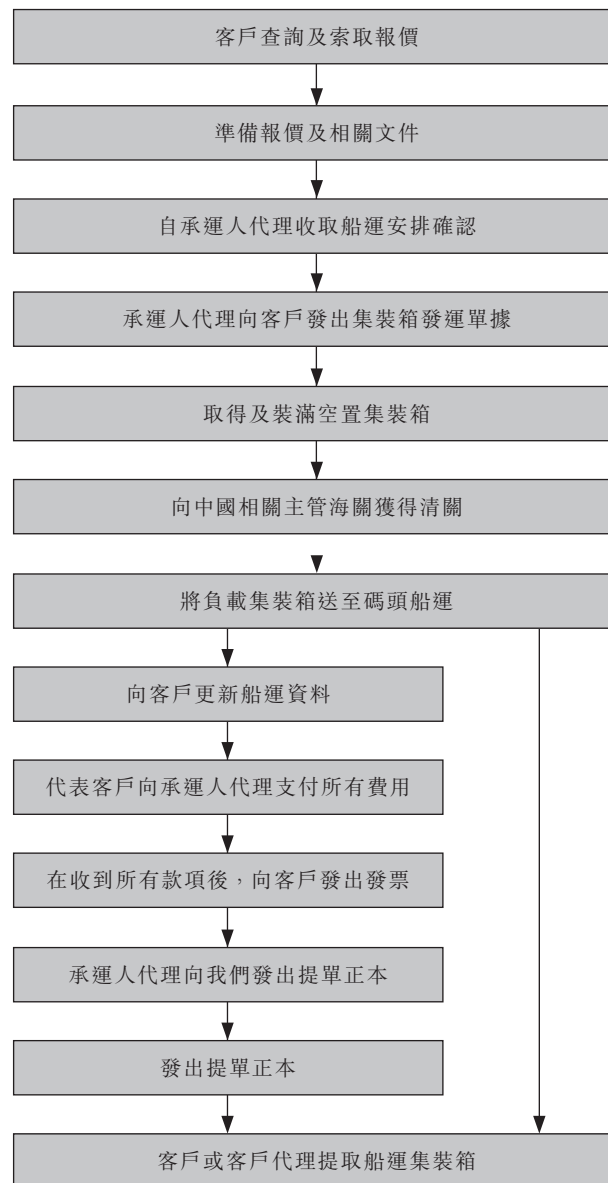 客戶查詢及索取報價
準備報價及相關文件
自承運人代理收取船運安排確認
承運人代理向客戶發出集裝箱發運單據
取得及裝滿空置集裝箱
向中國相關主管海關獲得清關
將負載集裝箱送至碼頭船運
向客戶更新船運資料
代表客戶向承運人代理支付所有費用
在收到所有款項後，向客戶發出發票
承運人代理向我們發出提單正本
發出提單正本
客戶或客戶代理提取船運集裝箱